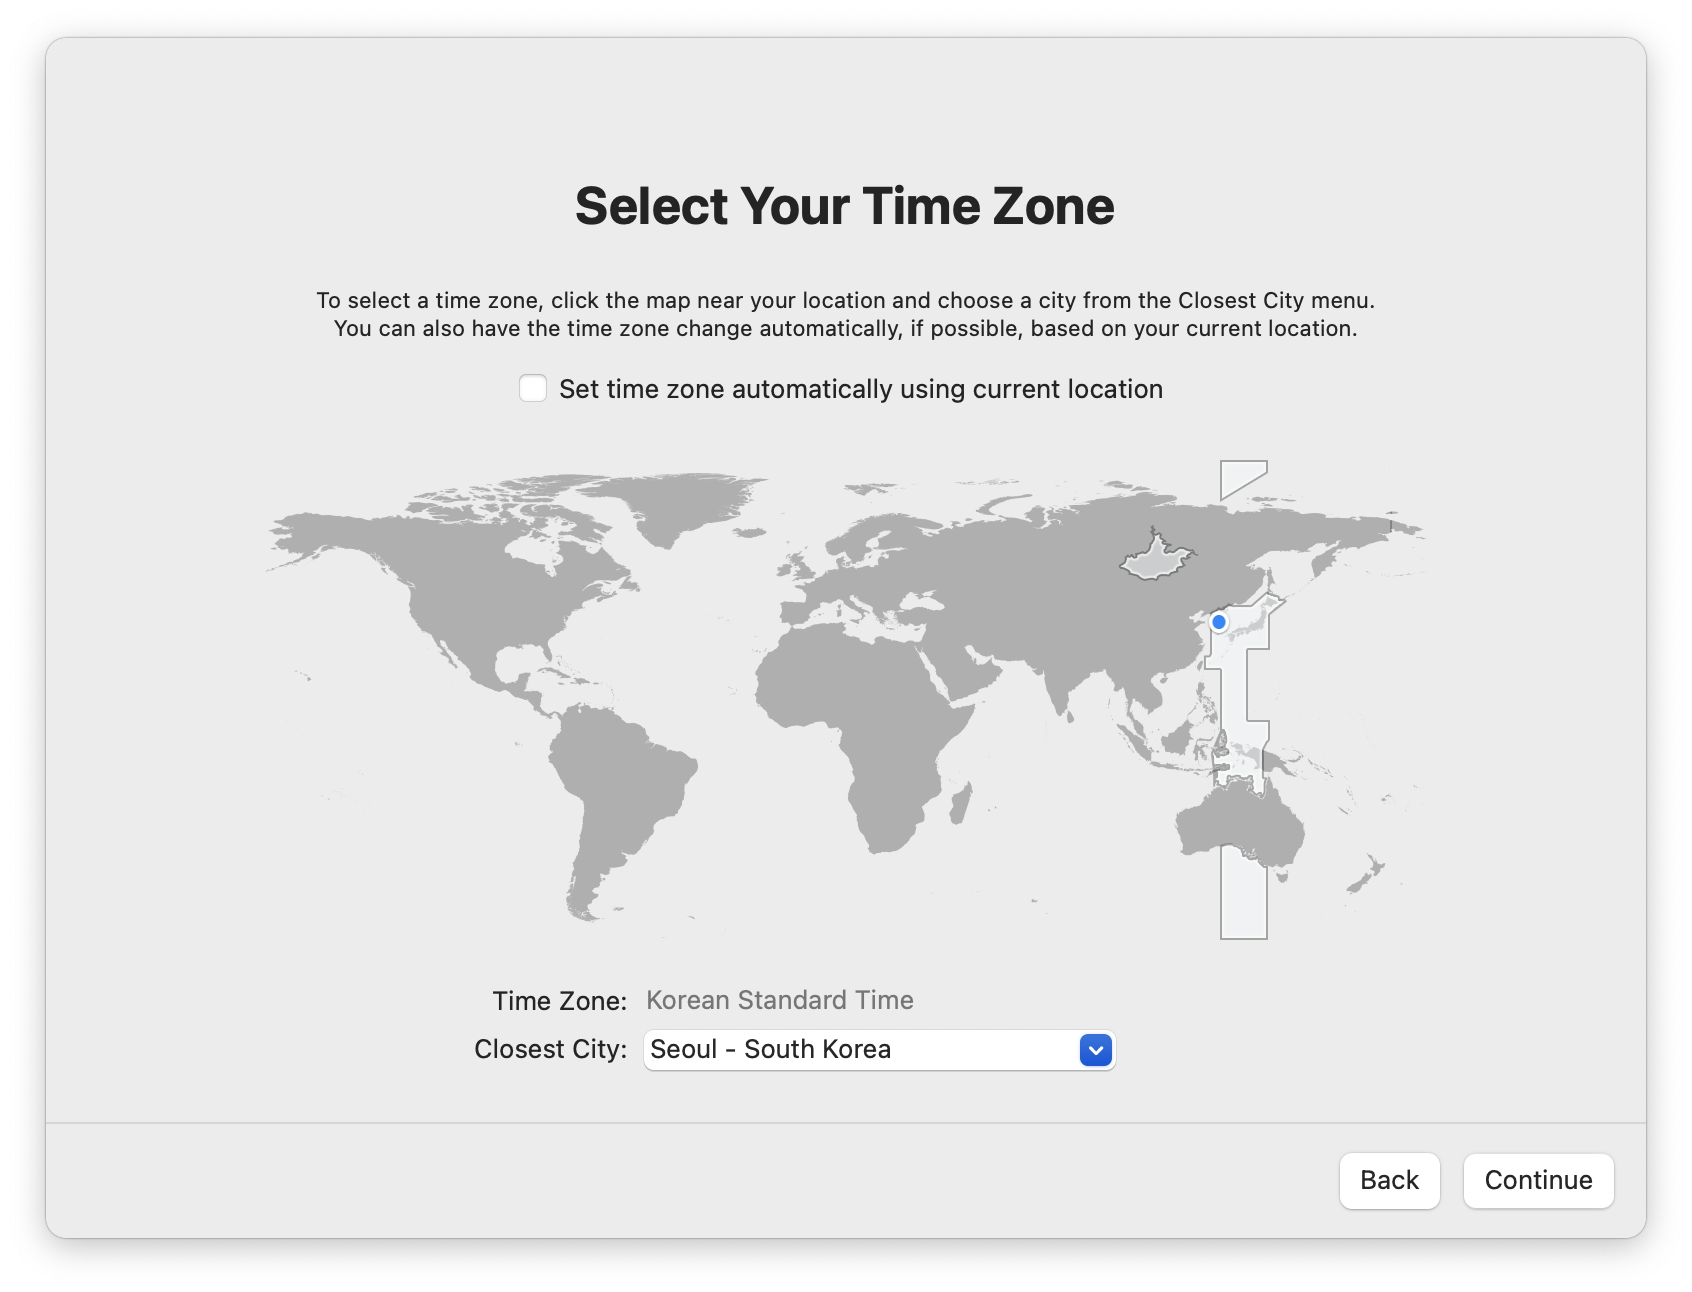 Select Your Time Zone
To select a time zone, click the map near your location and choose a city from the Closest City menu.
You can also have the time zone change automatically, if possible, based on your current location.
Set time zone automatically using current location
Time Zone: Korean Standard Time
Closest City: Seoul - South Korea
Back Continue